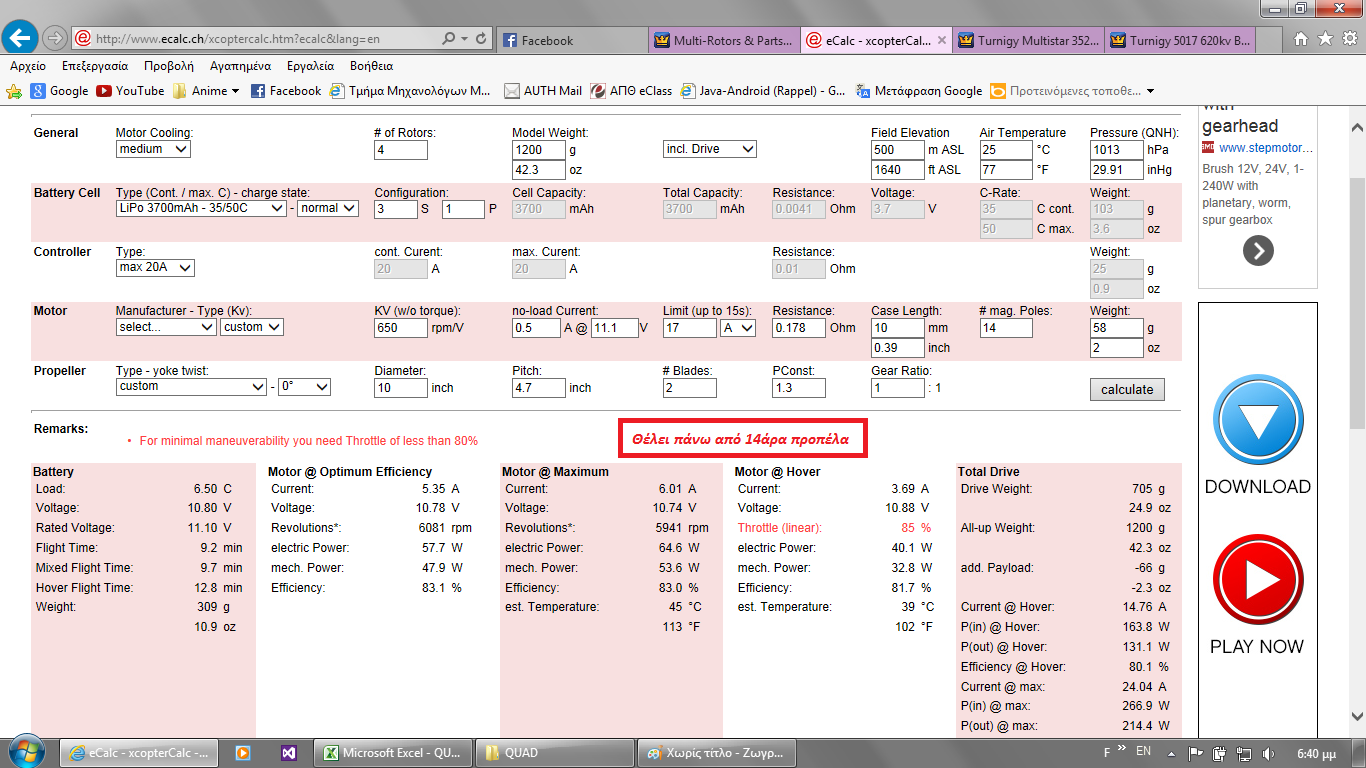 http://www.ecalc.ch/xcoptercalc.htm?ecalc&lang=en
Facebook
Multi-Rotors & Parts...
eCalc - xcopterCal...
Turnigy Multistar 352...
Turnigy 5017 620kv B...
Αρχείο Επεξεργασία Προβολή Αγαπημένα Εργαλεία Βοήθεια
Google YouTube Anime Facebook Τμήμα Μηχανολόγων Μ... AUTH Mail ΑΠΘ eClass Java-Android (Rappel) - G... Μετάφραση Google Προτεινόμενες τοποθε...
General Motor Cooling: # of Rotors: Model Weight: Field Elevation Air Temperature Pressure (QNH):
medium 4 1200 g incl. Drive 500 m ASL 25 °C 1013 hPa
42.3 oz 1640 ft ASL 77 °F 29.91 inHg
Battery Cell Type (Cont. / max. C) - charge state: Configuration: Cell Capacity: Total Capacity: Resistance: Voltage: C-Rate: Weight:
LiPo 3700mAh - 35/50C - normal 3 S 1 P 3700 mAh 3700 mAh 0.0041 Ohm 3.7 V 35 C cont. 103 g
50 C max. 3.6 oz
Controller Type: cont. Curent: max. Curent: Resistance: Weight:
max 20A 20 A 20 A 0.01 Ohm 25 g
0.9 oz
Motor Manufacturer - Type (Kv): KV (w/o torque): no-load Current: Limit (up to 15s): Resistance: Case Length: # mag. Poles: Weight:
select... custom 650 rpm/V 0.5 A @ 11.1 V 17 A 0.178 Ohm 10 mm 14 58 g
0.39 inch 2 oz
Propeller Type - yoke twist: Diameter: Pitch: # Blades: PConst: Gear Ratio:
custom - 0° 10 inch 4.7 inch 2 1.3 1 : 1 calculate
Remarks:
• For minimal maneuverability you need Throttle of less than 80%
Θέλει πάνω από 14άρα προπέλα
Battery
Load: 6.50 C
Voltage: 10.80 V
Rated Voltage: 11.10 V
Flight Time: 9.2 min
Mixed Flight Time: 9.7 min
Hover Flight Time: 12.8 min
Weight: 309 g
10.9 oz
Motor @ Optimum Efficiency
Current: 5.35 A
Voltage: 10.78 V
Revolutions*: 6081 rpm
electric Power: 57.7 W
mech. Power: 47.9 W
Efficiency: 83.1 %
Motor @ Maximum
Current: 6.01 A
Voltage: 10.74 V
Revolutions*: 5941 rpm
electric Power: 64.6 W
mech. Power: 53.6 W
Efficiency: 83.0 %
est. Temperature: 45 °C
113 °F
Motor @ Hover
Current: 3.69 A
Voltage: 10.88 V
Throttle (linear): 85 %
electric Power: 40.1 W
mech. Power: 32.8 W
Efficiency: 81.7 %
est. Temperature: 39 °C
102 °F
Total Drive
Drive Weight: 705 g
24.9 oz
All-up Weight: 1200 g
42.3 oz
add. Payload: -66 g
-2.3 oz
Current @ Hover: 14.76 A
P(in) @ Hover: 163.8 W
P(out) @ Hover: 131.1 W
Efficiency @ Hover: 80.1 %
Current @ max: 24.04 A
P(in) @ max: 266.9 W
P(out) @ max: 214.4 W
with
gearhead
www.stepmotor...
Brush 12V, 24V, 1-
240W with
planetary, worm,
spur gearbox
DOWNLOAD
PLAY NOW
eCalc - xcopterCalc -... Microsoft Excel - QU... QUAD Χωρίς τίτλο - Ζωγρ... F EN 6:40 μμ